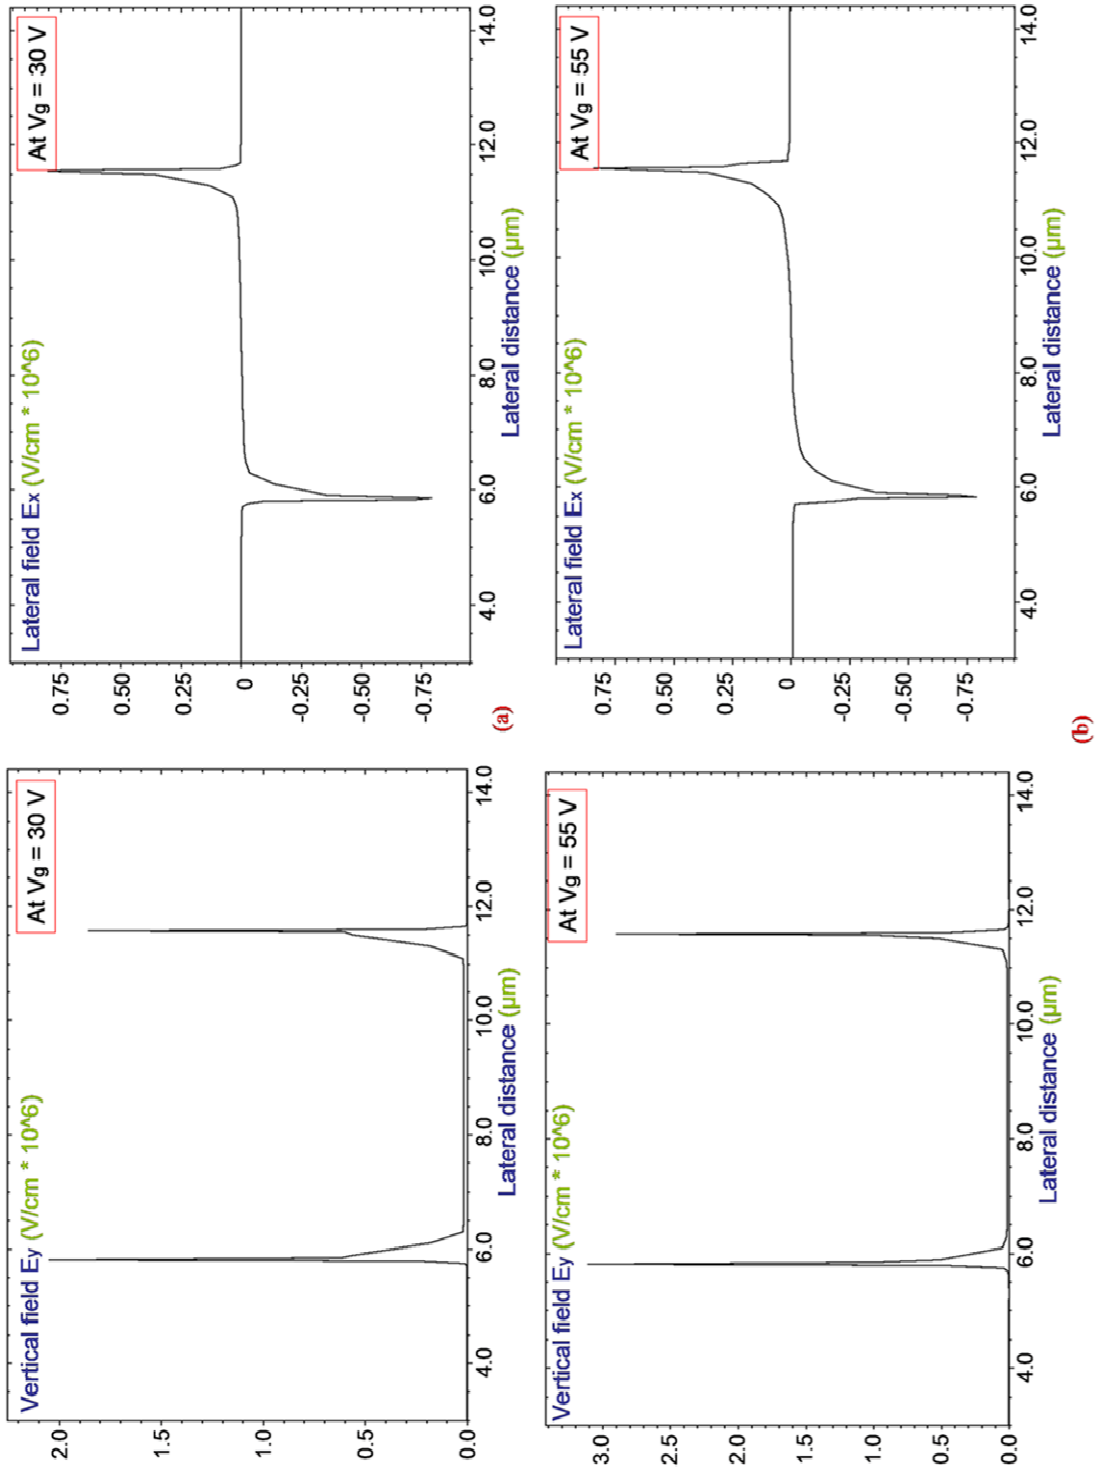 Vertical field Ey (V/cm * 10^6)
At Vg = 30 V
2.0
1.0
0.5
0.0
4.0 6.0 8.0 10.0 12.0 14.0
Lateral distance (µm)
Lateral field Ex (V/cm * 10^6)
At Vg = 30 V
0.75
0.50
0.25
0
-0.25
-0.50
-0.75
4.0 6.0 8.0 10.0 12.0 14.0
Lateral distance (µm)
(a)
Vertical field Ey (V/cm * 10^6)
At Vg = 55 V
3.0
2.5
2.0
1.5
1.0
0.5
0.0
4.0 6.0 8.0 10.0 12.0 14.0
Lateral distance (µm)
Lateral field Ex (V/cm * 10^6)
At Vg = 55 V
0.75
0.50
0.25
0
-0.25
-0.50
-0.75
4.0 6.0 8.0 10.0 12.0 14.0
Lateral distance (µm)
(b)